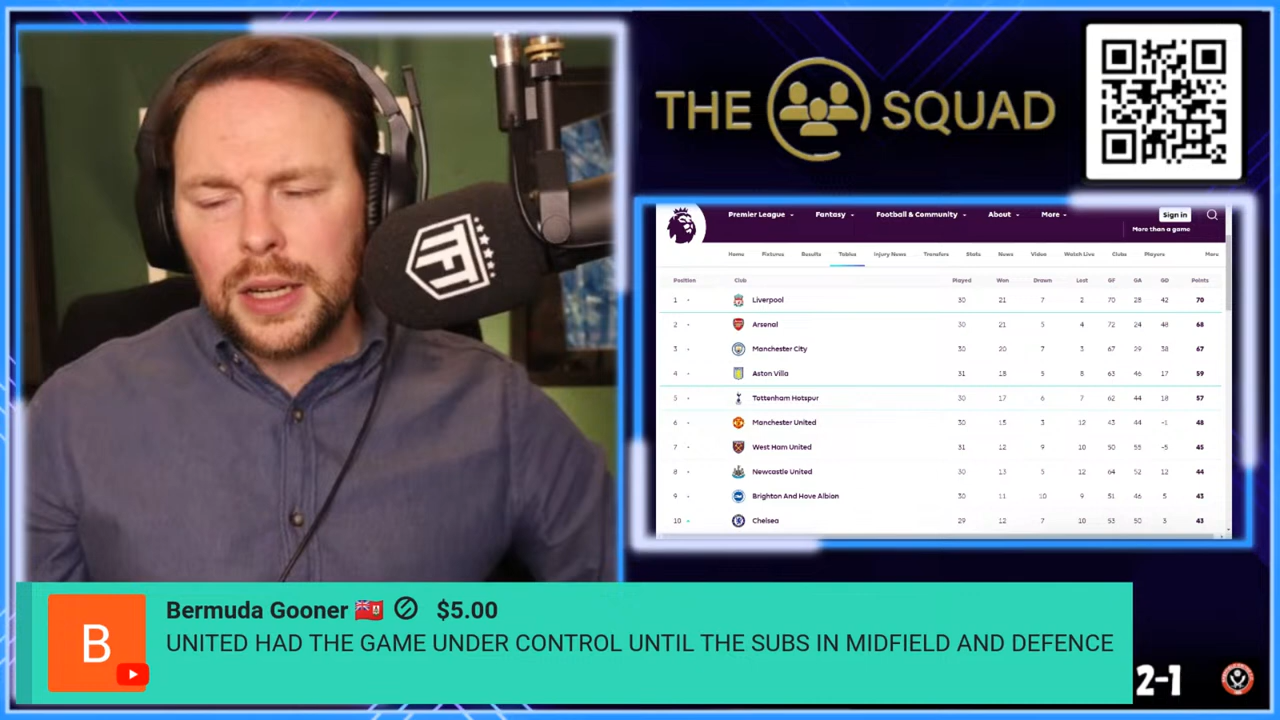 THE SQUAD
TFT
Premier League Fantasy Football & Community About More Sign in
More than a game
Home Fixtures Results Tables Injury News Transfers Stats News Video Watch Live Clubs Players More
Position Club Played Won Drawn Lost GF GA GD Points
1 Liverpool 30 21 7 2 70 28 42 70
2 Arsenal 30 21 5 4 72 24 48 68
3 Manchester City 30 20 7 3 67 29 38 67
4 Aston Villa 31 18 5 8 63 46 17 59
5 Tottenham Hotspur 30 17 6 7 62 44 18 57
6 Manchester United 30 15 3 12 43 44 -1 48
7 West Ham United 31 12 9 10 50 55 -5 45
8 Newcastle United 30 13 5 12 64 52 12 44
9 Brighton And Hove Albion 30 11 10 9 51 46 5 43
10 Chelsea 29 12 7 10 53 50 3 43
B
Bermuda Gooner 🇧🇲 $5.00
UNITED HAD THE GAME UNDER CONTROL UNTIL THE SUBS IN MIDFIELD AND DEFENCE
2-1